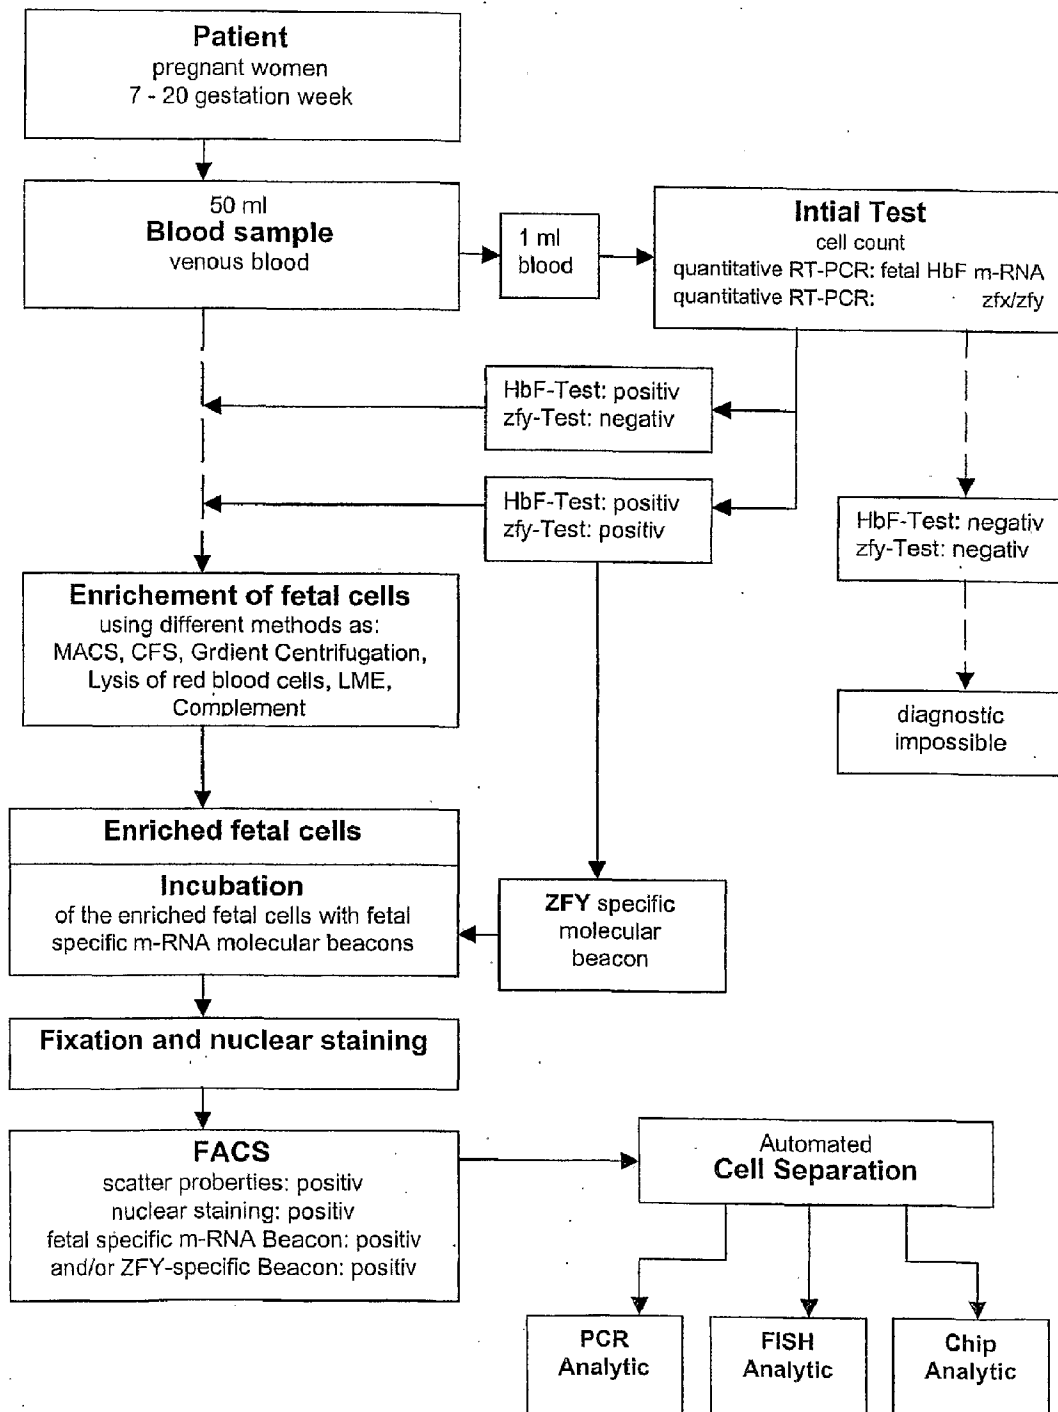 Patient
pregnant women
7 - 20 gestation week
50 ml
Blood sample
venous blood
1 ml
blood
Intial Test
cell count
quantitative RT-PCR: fetal HbF m-RNA
quantitative RT-PCR: zfx/zfy
HbF-Test: positiv
zfy-Test: negativ
HbF-Test: positiv
zfy-Test: positiv
HbF-Test: negativ
zfy-Test: negativ
diagnostic
impossible
Enrichement of fetal cells
using different methods as:
MACS, CFS, Grdient Centrifugation,
Lysis of red blood cells, LME,
Complement
Enriched fetal cells
Incubation
of the enriched fetal cells with fetal
specific m-RNA molecular beacons
ZFY specific
molecular
beacon
Fixation and nuclear staining
FACS
scatter proberties: positiv
nuclear staining: positiv
fetal specific m-RNA Beacon: positiv
and/or ZFY-specific Beacon: positiv
Automated
Cell Separation
PCR
Analytic
FISH
Analytic
Chip
Analytic